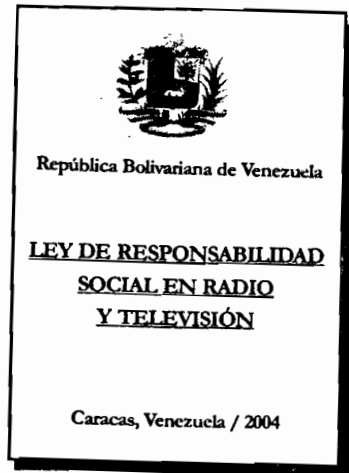 República Bolivariana de Venezuela
LEY DE RESPONSABILIDAD
SOCIAL EN RADIO
Y TELEVISIÓN
Caracas, Venezuela / 2004